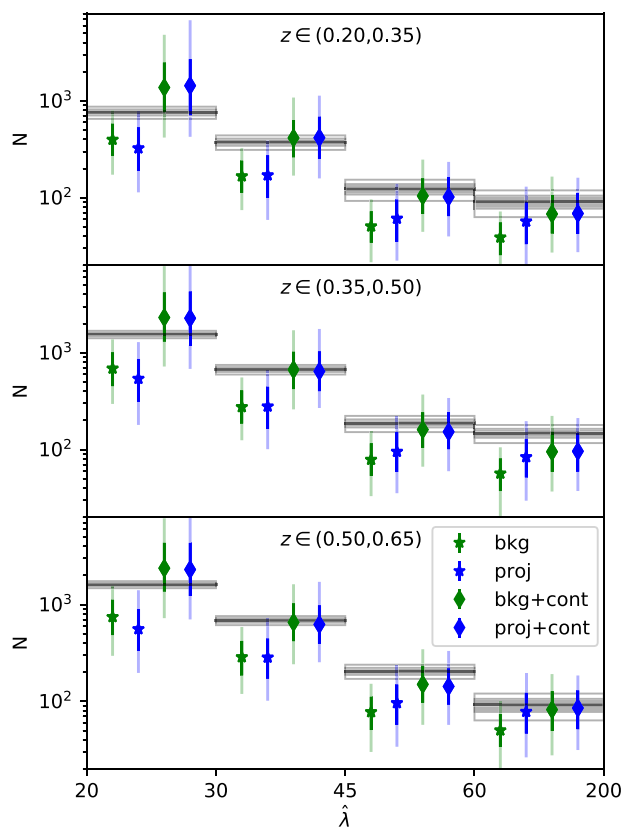 z ∈ (0.20,0.35)
10³
10²
N
z ∈ (0.35,0.50)
10³
10²
N
z ∈ (0.50,0.65)
bkg
proj
bkg+cont
proj+cont
10³
10²
N
20 30 45 60 200
λ̂